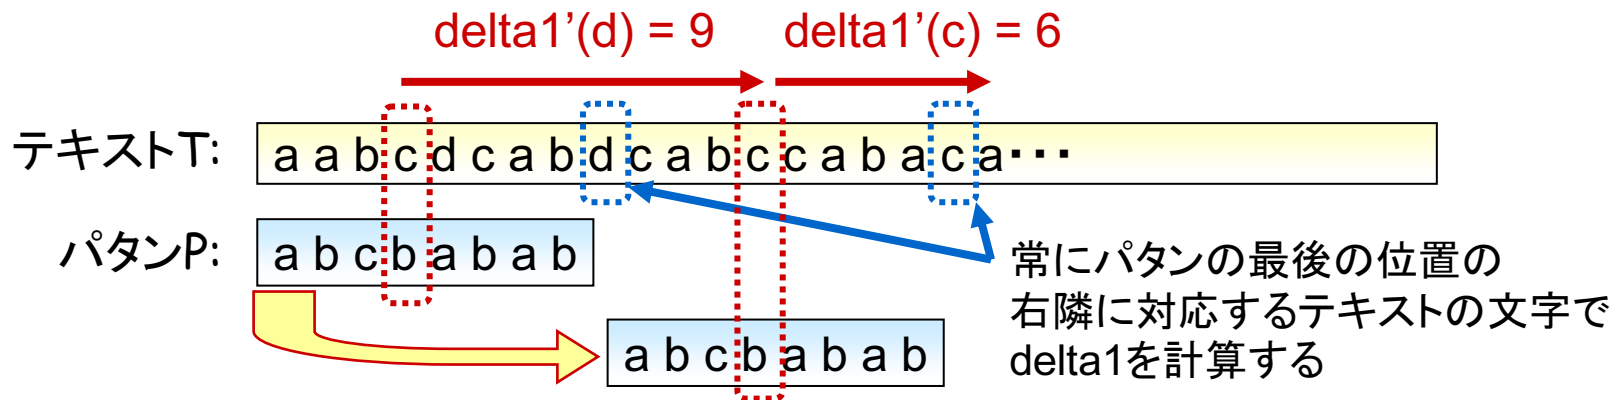 delta1’(d) = 9 delta1’(c) = 6
テキストT: a a b c d c a b d c a b c c a b a c a・・・
パタンP: a b c b a b a b
a b c b a b a b
常にパタンの最後の位置の
右隣に対応するテキストの文字で
delta1を計算する